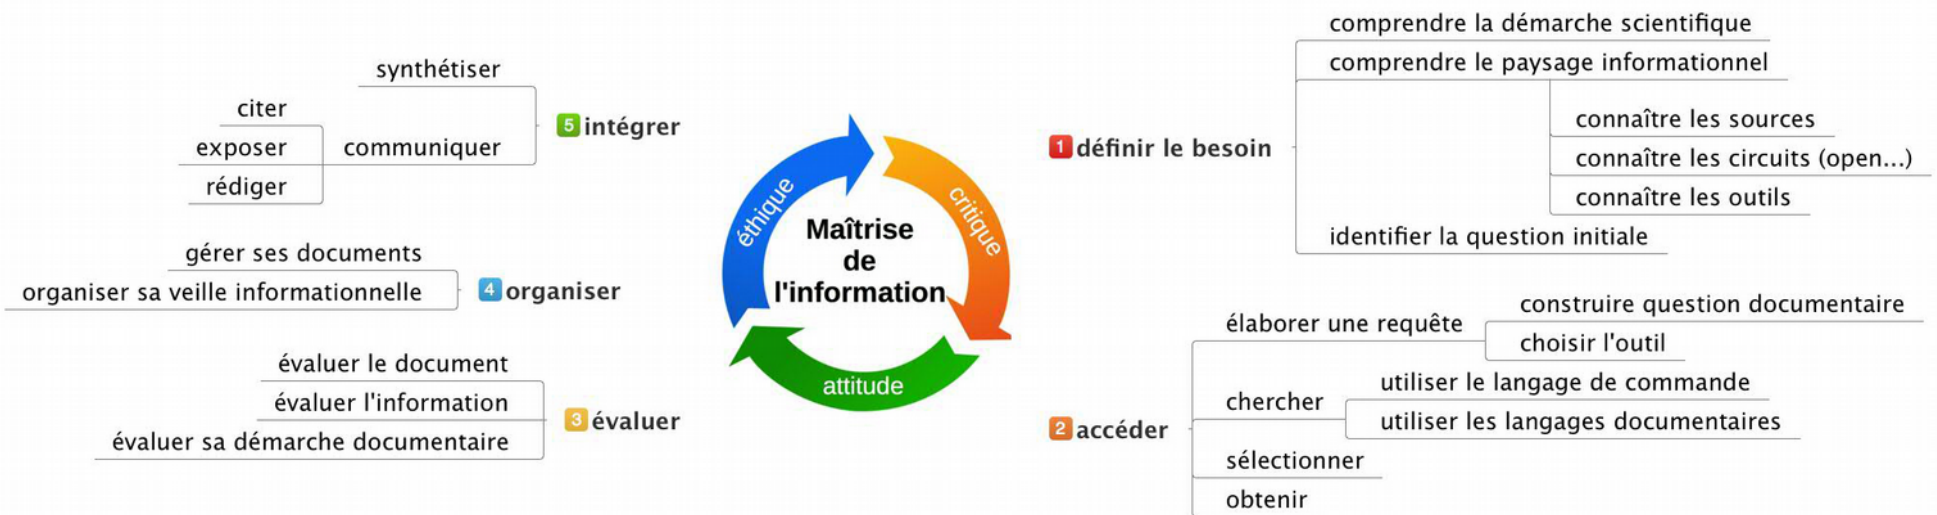 comprendre la démarche scientifique
comprendre le paysage informationnel
connaître les sources
connaître les circuits (open...)
connaître les outils
identifier la question initiale
1 définir le besoin
élaborer une requête
construire question documentaire
choisir l'outil
chercher
utiliser le langage de commande
utiliser les langages documentaires
sélectionner
obtenir
2 accéder
évaluer le document
évaluer l'information
évaluer sa démarche documentaire
3 évaluer
gérer ses documents
organiser sa veille informationnelle
4 organiser
synthétiser
citer
exposer
rédiger
communiquer
5 intégrer
éthique
critique
attitude
Maîtrise
de
l'information